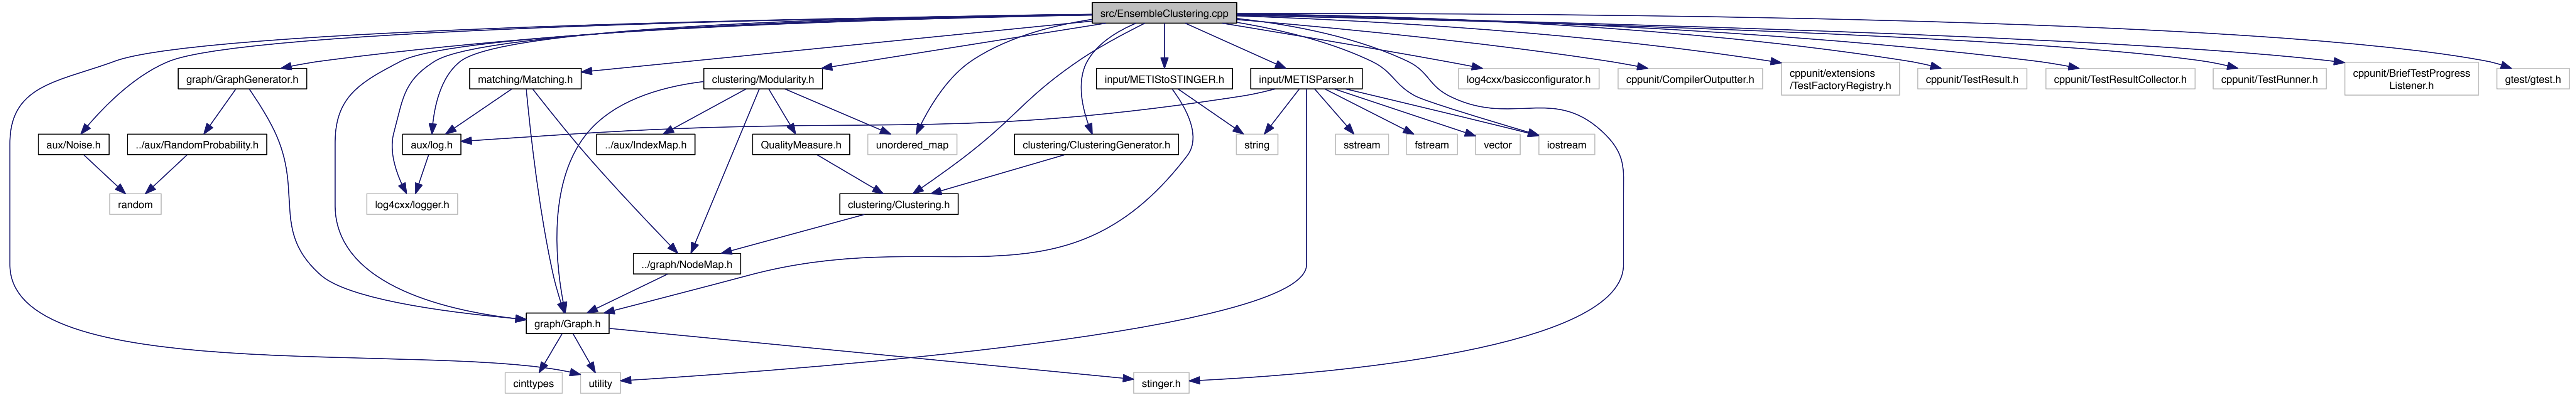 src/EnsembleClustering.cpp
graph/GraphGenerator.h
matching/Matching.h
clustering/Modularity.h
input/METIStoSTINGER.h
input/METISParser.h
log4cxx/basicconfigurator.h
cppunit/CompilerOutputter.h
cppunit/extensions
/TestFactoryRegistry.h
cppunit/TestResult.h
cppunit/TestResultCollector.h
cppunit/TestRunner.h
cppunit/BriefTestProgress
Listener.h
gtest/gtest.h
aux/Noise.h
../aux/RandomProbability.h
aux/log.h
../aux/IndexMap.h
QualityMeasure.h
unordered_map
clustering/ClusteringGenerator.h
string
sstream
fstream
vector
iostream
random
log4cxx/logger.h
clustering/Clustering.h
../graph/NodeMap.h
graph/Graph.h
cinttypes
utility
stinger.h